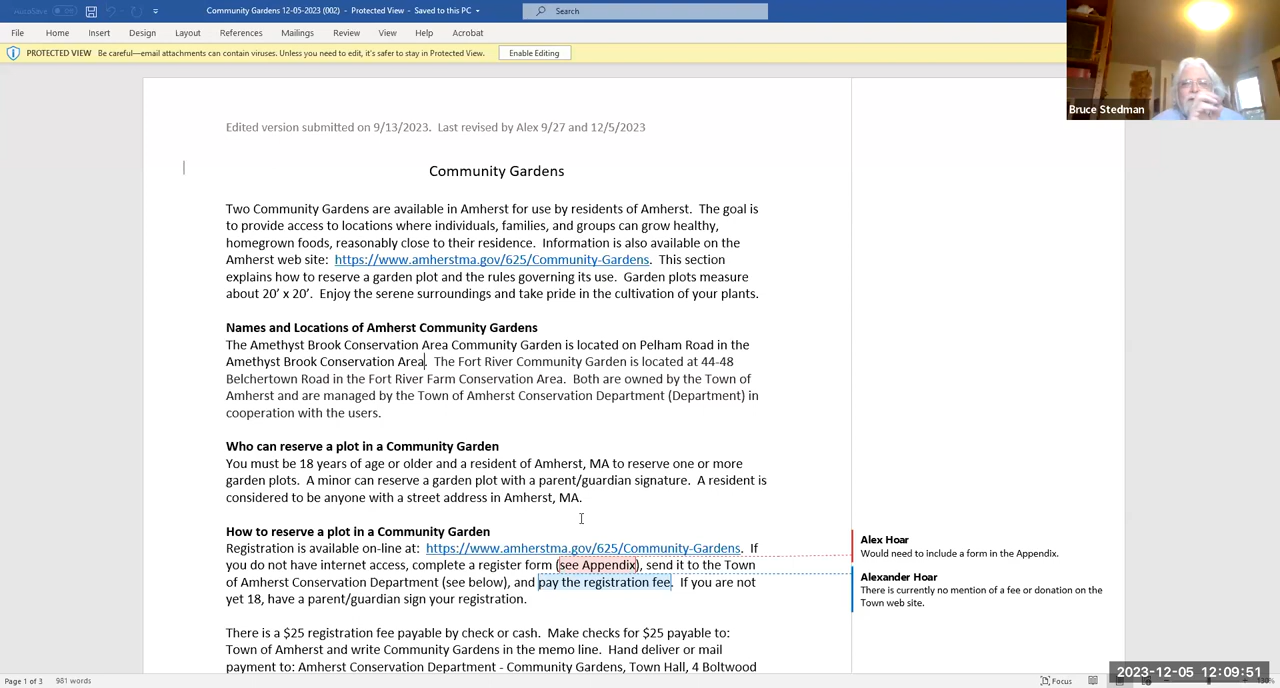 AutoSave Off Community Gardens 12-05-2023 (002) • Protected View • Saved to this PC Search
File Home Insert Design Layout References Mailings Review View Help Acrobat
PROTECTED VIEW Be careful—email attachments can contain viruses. Unless you need to edit, it's safer to stay in Protected View. Enable Editing
Bruce Stedman
Edited version submitted on 9/13/2023. Last revised by Alex 9/27 and 12/5/2023
Community Gardens
Two Community Gardens are available in Amherst for use by residents of Amherst. The goal is
to provide access to locations where individuals, families, and groups can grow healthy,
homegrown foods, reasonably close to their residence. Information is also available on the
Amherst web site: https://www.amherstma.gov/625/Community-Gardens. This section
explains how to reserve a garden plot and the rules governing its use. Garden plots measure
about 20' x 20'. Enjoy the serene surroundings and take pride in the cultivation of your plants.
Names and Locations of Amherst Community Gardens
The Amethyst Brook Conservation Area Community Garden is located on Pelham Road in the
Amethyst Brook Conservation Area. The Fort River Community Garden is located at 44-48
Belchertown Road in the Fort River Farm Conservation Area. Both are owned by the Town of
Amherst and are managed by the Town of Amherst Conservation Department (Department) in
cooperation with the users.
Who can reserve a plot in a Community Garden
You must be 18 years of age or older and a resident of Amherst, MA to reserve one or more
garden plots. A minor can reserve a garden plot with a parent/guardian signature. A resident is
considered to be anyone with a street address in Amherst, MA.
How to reserve a plot in a Community Garden
Registration is available on-line at: https://www.amherstma.gov/625/Community-Gardens. If
you do not have internet access, complete a register form (see Appendix), send it to the Town
of Amherst Conservation Department (see below), and pay the registration fee. If you are not
yet 18, have a parent/guardian sign your registration.
There is a $25 registration fee payable by check or cash. Make checks for $25 payable to:
Town of Amherst and write Community Gardens in the memo line. Hand deliver or mail
payment to: Amherst Conservation Department - Community Gardens, Town Hall, 4 Boltwood
Alex Hoar
Would need to include a form in the Appendix.
Alexander Hoar
There is currently no mention of a fee or donation on the
Town web site.
Page 1 of 3 981 words Focus 130%
2023-12-05 12:09:51